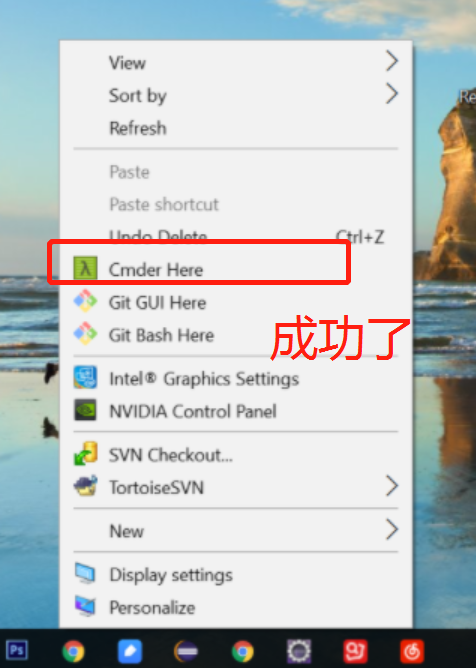 View
Sort by
Refresh
Paste
Paste shortcut
Undo Delete Ctrl+Z
Cmder Here
Git GUI Here
Git Bash Here
成功了
Intel® Graphics Settings
NVIDIA Control Panel
SVN Checkout...
TortoiseSVN
New
Display settings
Personalize
Ps